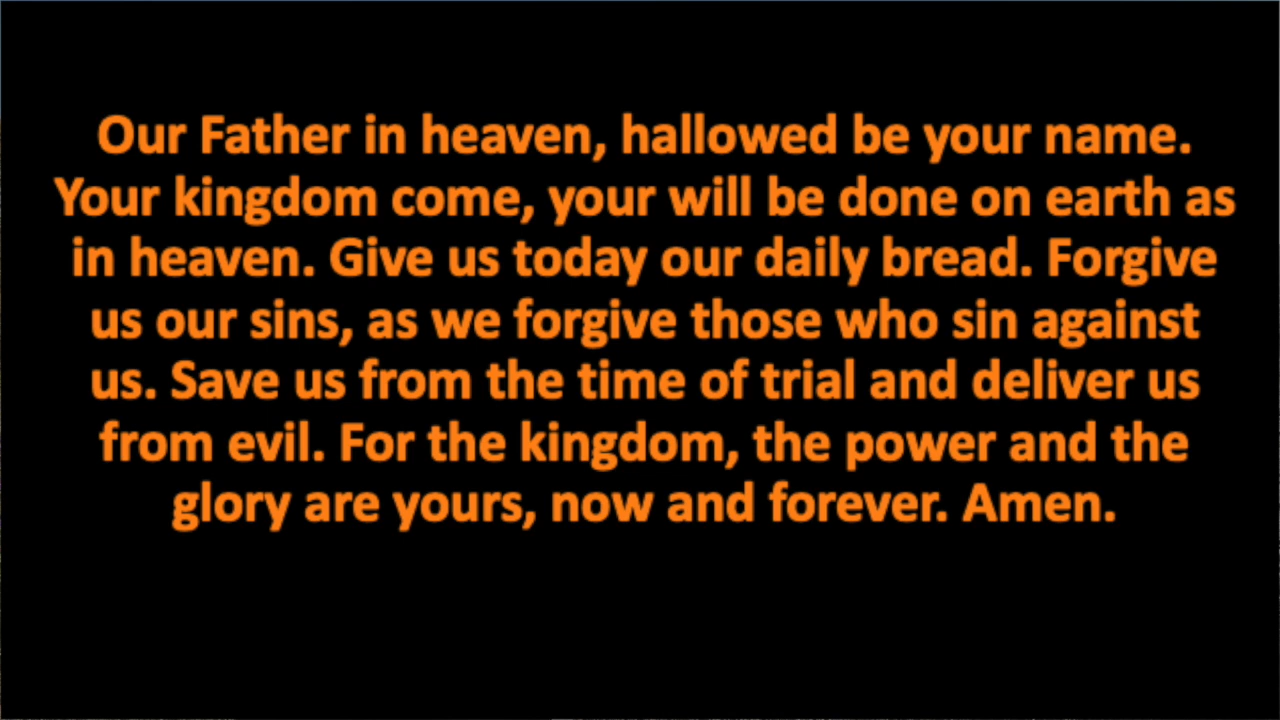 Our Father in heaven, hallowed be your name.
Your kingdom come, your will be done on earth as
in heaven. Give us today our daily bread. Forgive
us our sins, as we forgive those who sin against
us. Save us from the time of trial and deliver us
from evil. For the kingdom, the power and the
glory are yours, now and forever. Amen.